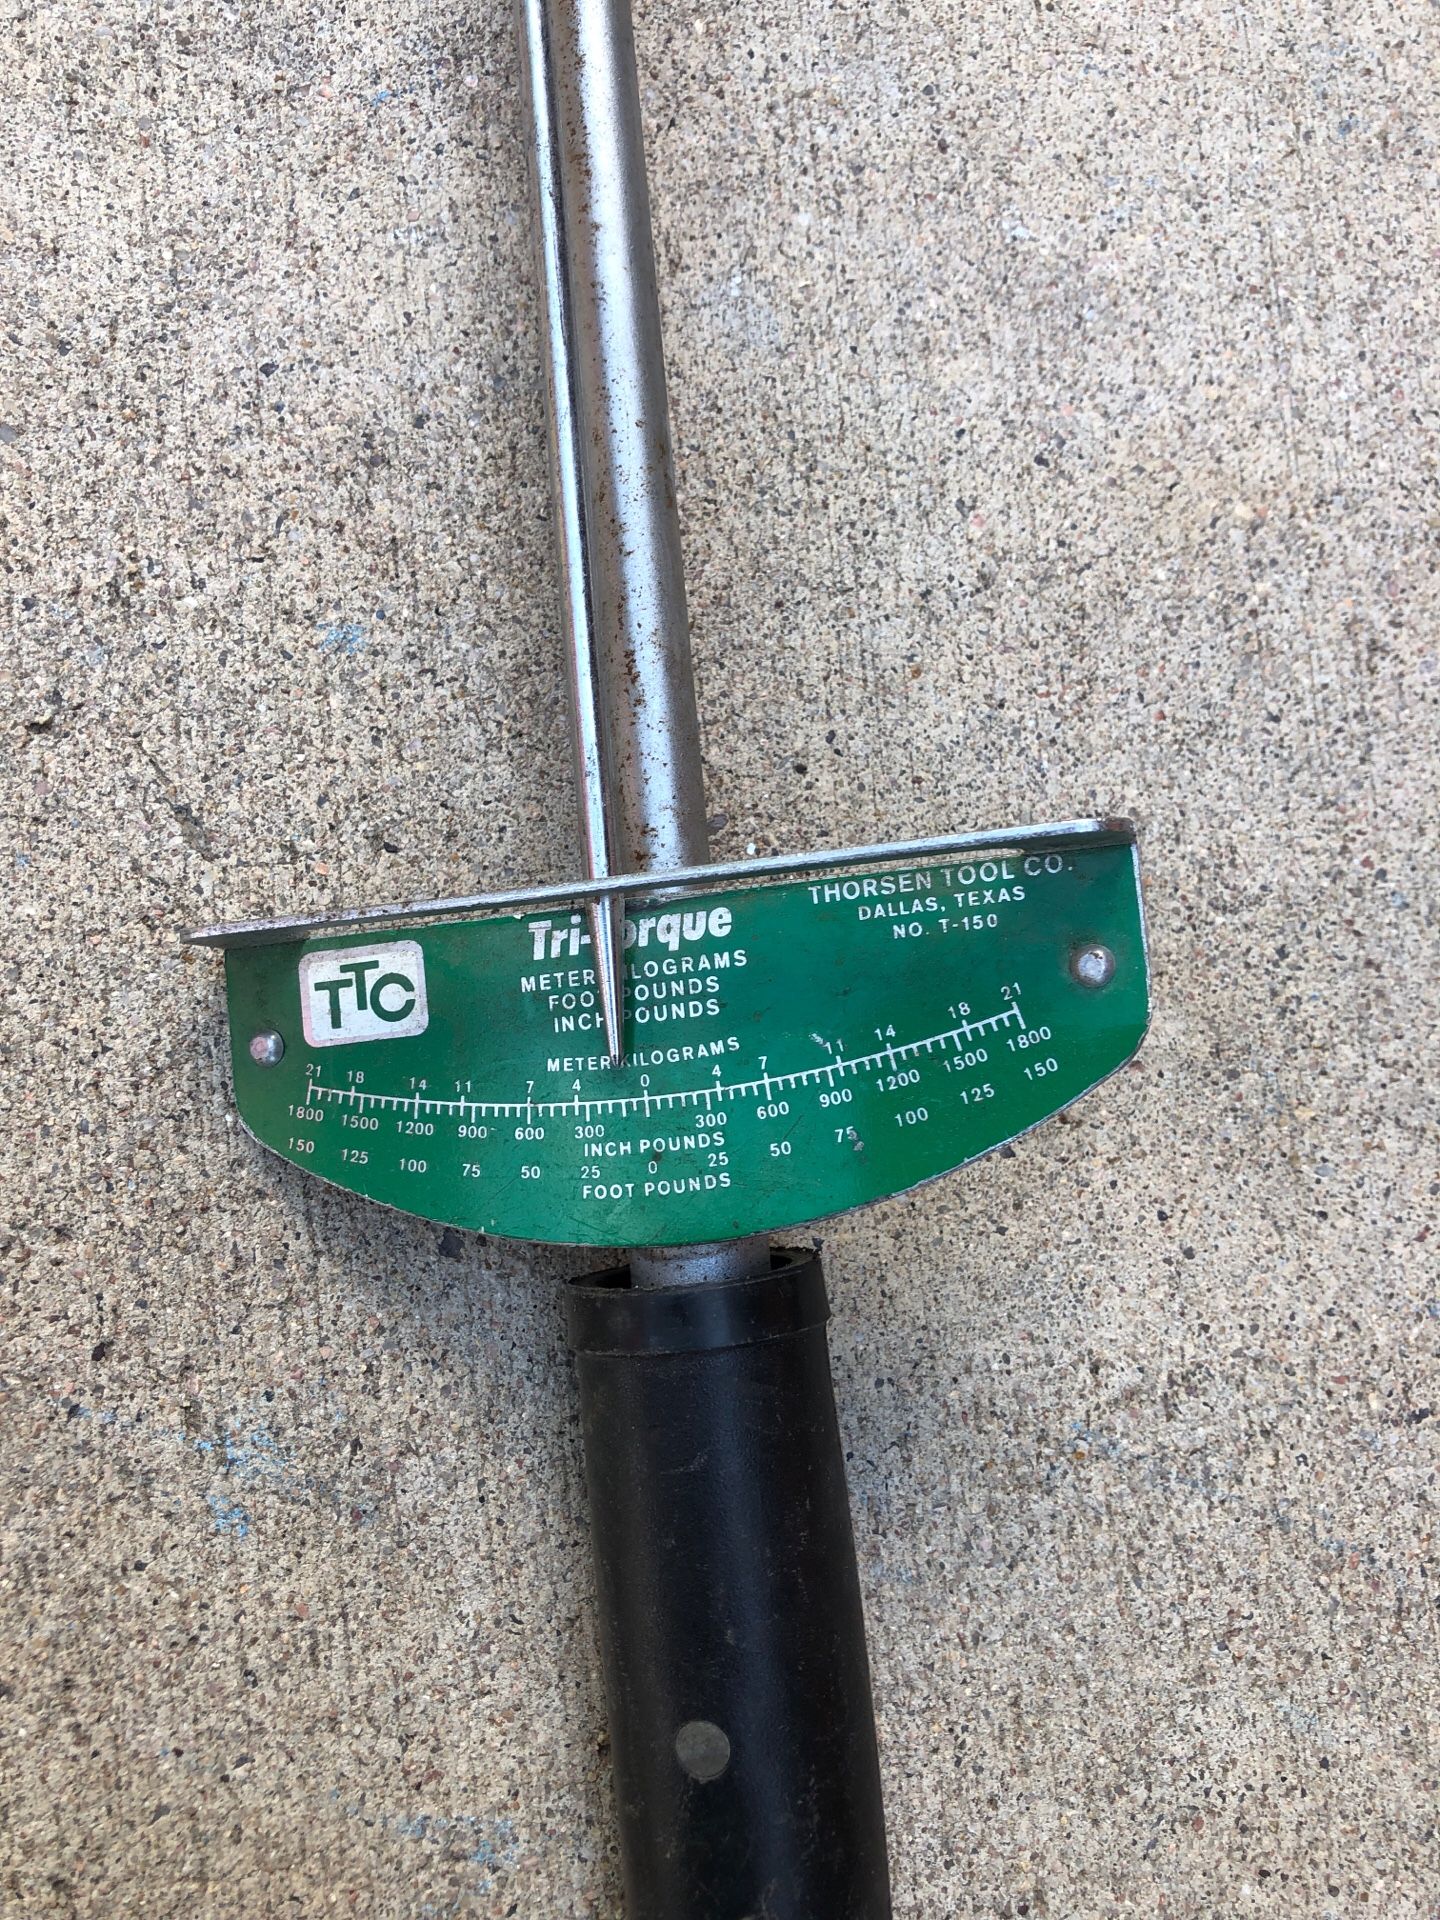 TTC
Tri-Torque
METER KILOGRAMS
FOOT POUNDS
INCH POUNDS
THORSEN TOOL CO.
DALLAS, TEXAS
NO. T-150
METER KILOGRAMS
21 18 14 11 7 4 0 4 7 11 14 18 21
1800 1500 1200 900 600 300 300 600 900 1200 1500 1800
INCH POUNDS
150 125 100 75 50 25 0 25 50 75 100 125 150
FOOT POUNDS